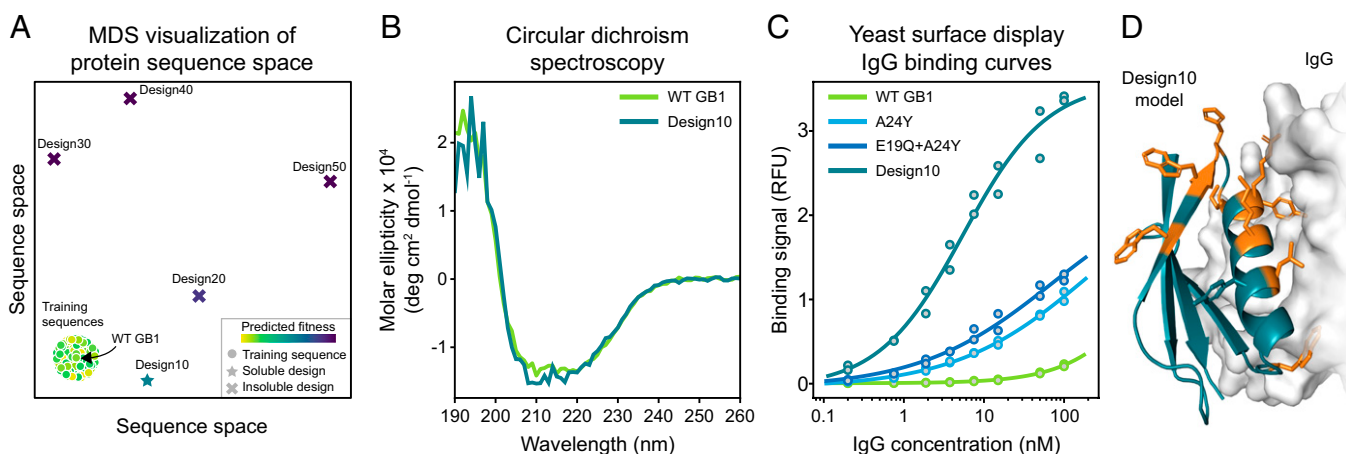 A
MDS visualization of
protein sequence space
Sequence space
Design40
Design30
Design50
Design20
Training
sequences
WT GB1
Design10
Predicted fitness
Training sequence
Soluble design
Insoluble design
Sequence space
B
Circular dichroism
spectroscopy
Molar ellipticity x 10⁴
(deg cm² dmol⁻¹)
WT GB1
Design10
2
1
0
-1
190 200 210 220 230 240 250 260
Wavelength (nm)
C
Yeast surface display
IgG binding curves
Binding signal (RFU)
WT GB1
A24Y
E19Q+A24Y
Design10
3
2
1
0
0.1 1 10 100
IgG concentration (nM)
D
Design10
model
IgG